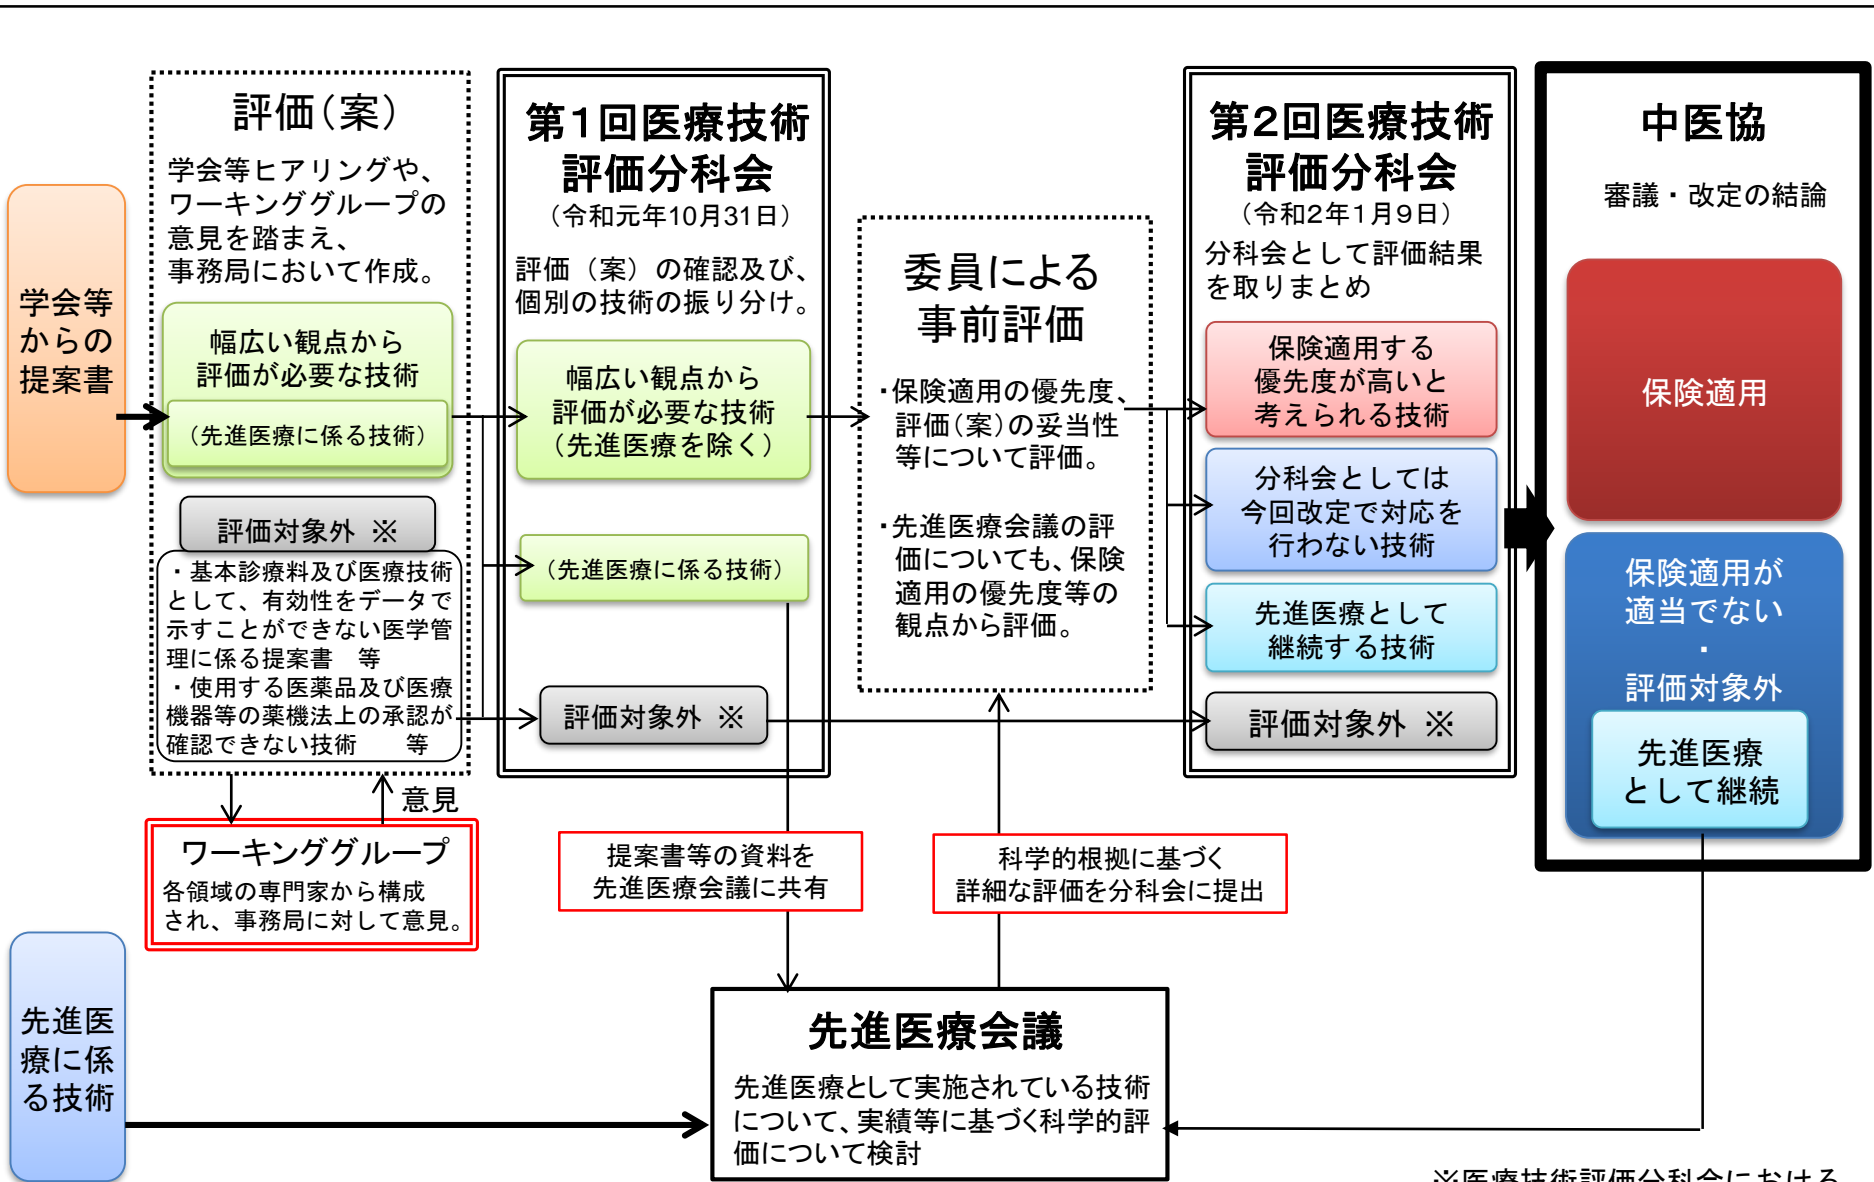 学会等
からの
提案書
評価（案）
学会等ヒアリングや、
ワーキンググループの
意見を踏まえ、
事務局において作成。
幅広い観点から
評価が必要な技術
（先進医療に係る技術）
評価対象外 ※
・基本診療料及び医療技術
として、有効性をデータで
示すことができない医学管
理に係る提案書　等
・使用する医薬品及び医療
機器等の薬機法上の承認が
確認できない技術　　等
意見
ワーキンググループ
各領域の専門家から構成
され、事務局に対して意見。
第１回医療技術
評価分科会
（令和元年10月31日）
評価（案）の確認及び、
個別の技術の振り分け。
幅広い観点から
評価が必要な技術
（先進医療を除く）
（先進医療に係る技術）
評価対象外 ※
提案書等の資料を
先進医療会議に共有
委員による
事前評価
・保険適用の優先度、
評価（案）の妥当性
等について評価。
・先進医療会議の評
価についても、保険
適用の優先度等の
観点から評価。
科学的根拠に基づく
詳細な評価を分科会に提出
第２回医療技術
評価分科会
（令和２年１月９日）
分科会として評価結果
を取りまとめ
保険適用する
優先度が高いと
考えられる技術
分科会としては
今回改定で対応を
行わない技術
先進医療として
継続する技術
評価対象外 ※
中医協
審議・改定の結論
保険適用
保険適用が
適当でない
・
評価対象外
先進医療
として継続
先進医
療に係
る技術
先進医療会議
先進医療として実施されている技術
について、実績等に基づく科学的評
価について検討
※医療技術評価分科会における